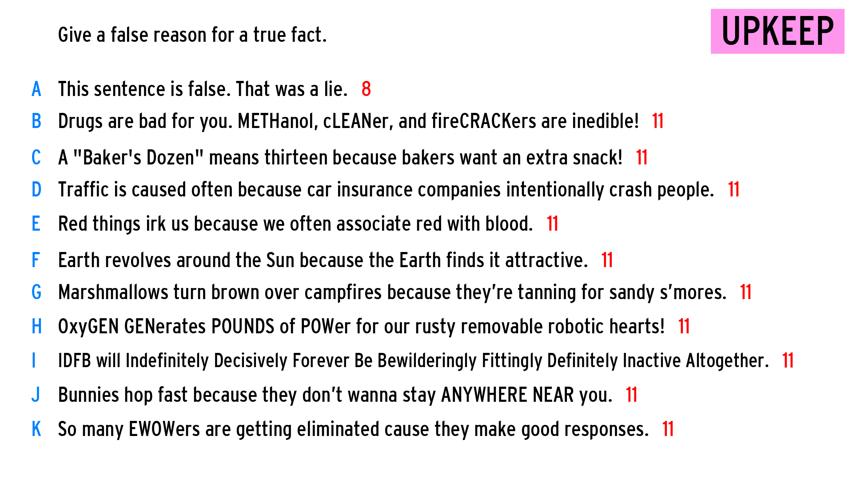 Give a false reason for a true fact.
UPKEEP
A This sentence is false. That was a lie. 8
B Drugs are bad for you. METHanol, cLEANer, and fireCRACKers are inedible! 11
C A "Baker's Dozen" means thirteen because bakers want an extra snack! 11
D Traffic is caused often because car insurance companies intentionally crash people. 11
E Red things irk us because we often associate red with blood. 11
F Earth revolves around the Sun because the Earth finds it attractive. 11
G Marshmallows turn brown over campfires because they’re tanning for sandy s’mores. 11
H OxyGEN GENerates POUNDS of POWer for our rusty removable robotic hearts! 11
I IDFB will Indefinitely Decisively Forever Be Bewilderingly Fittingly Definitely Inactive Altogether. 11
J Bunnies hop fast because they don’t wanna stay ANYWHERE NEAR you. 11
K So many EWOWers are getting eliminated cause they make good responses. 11